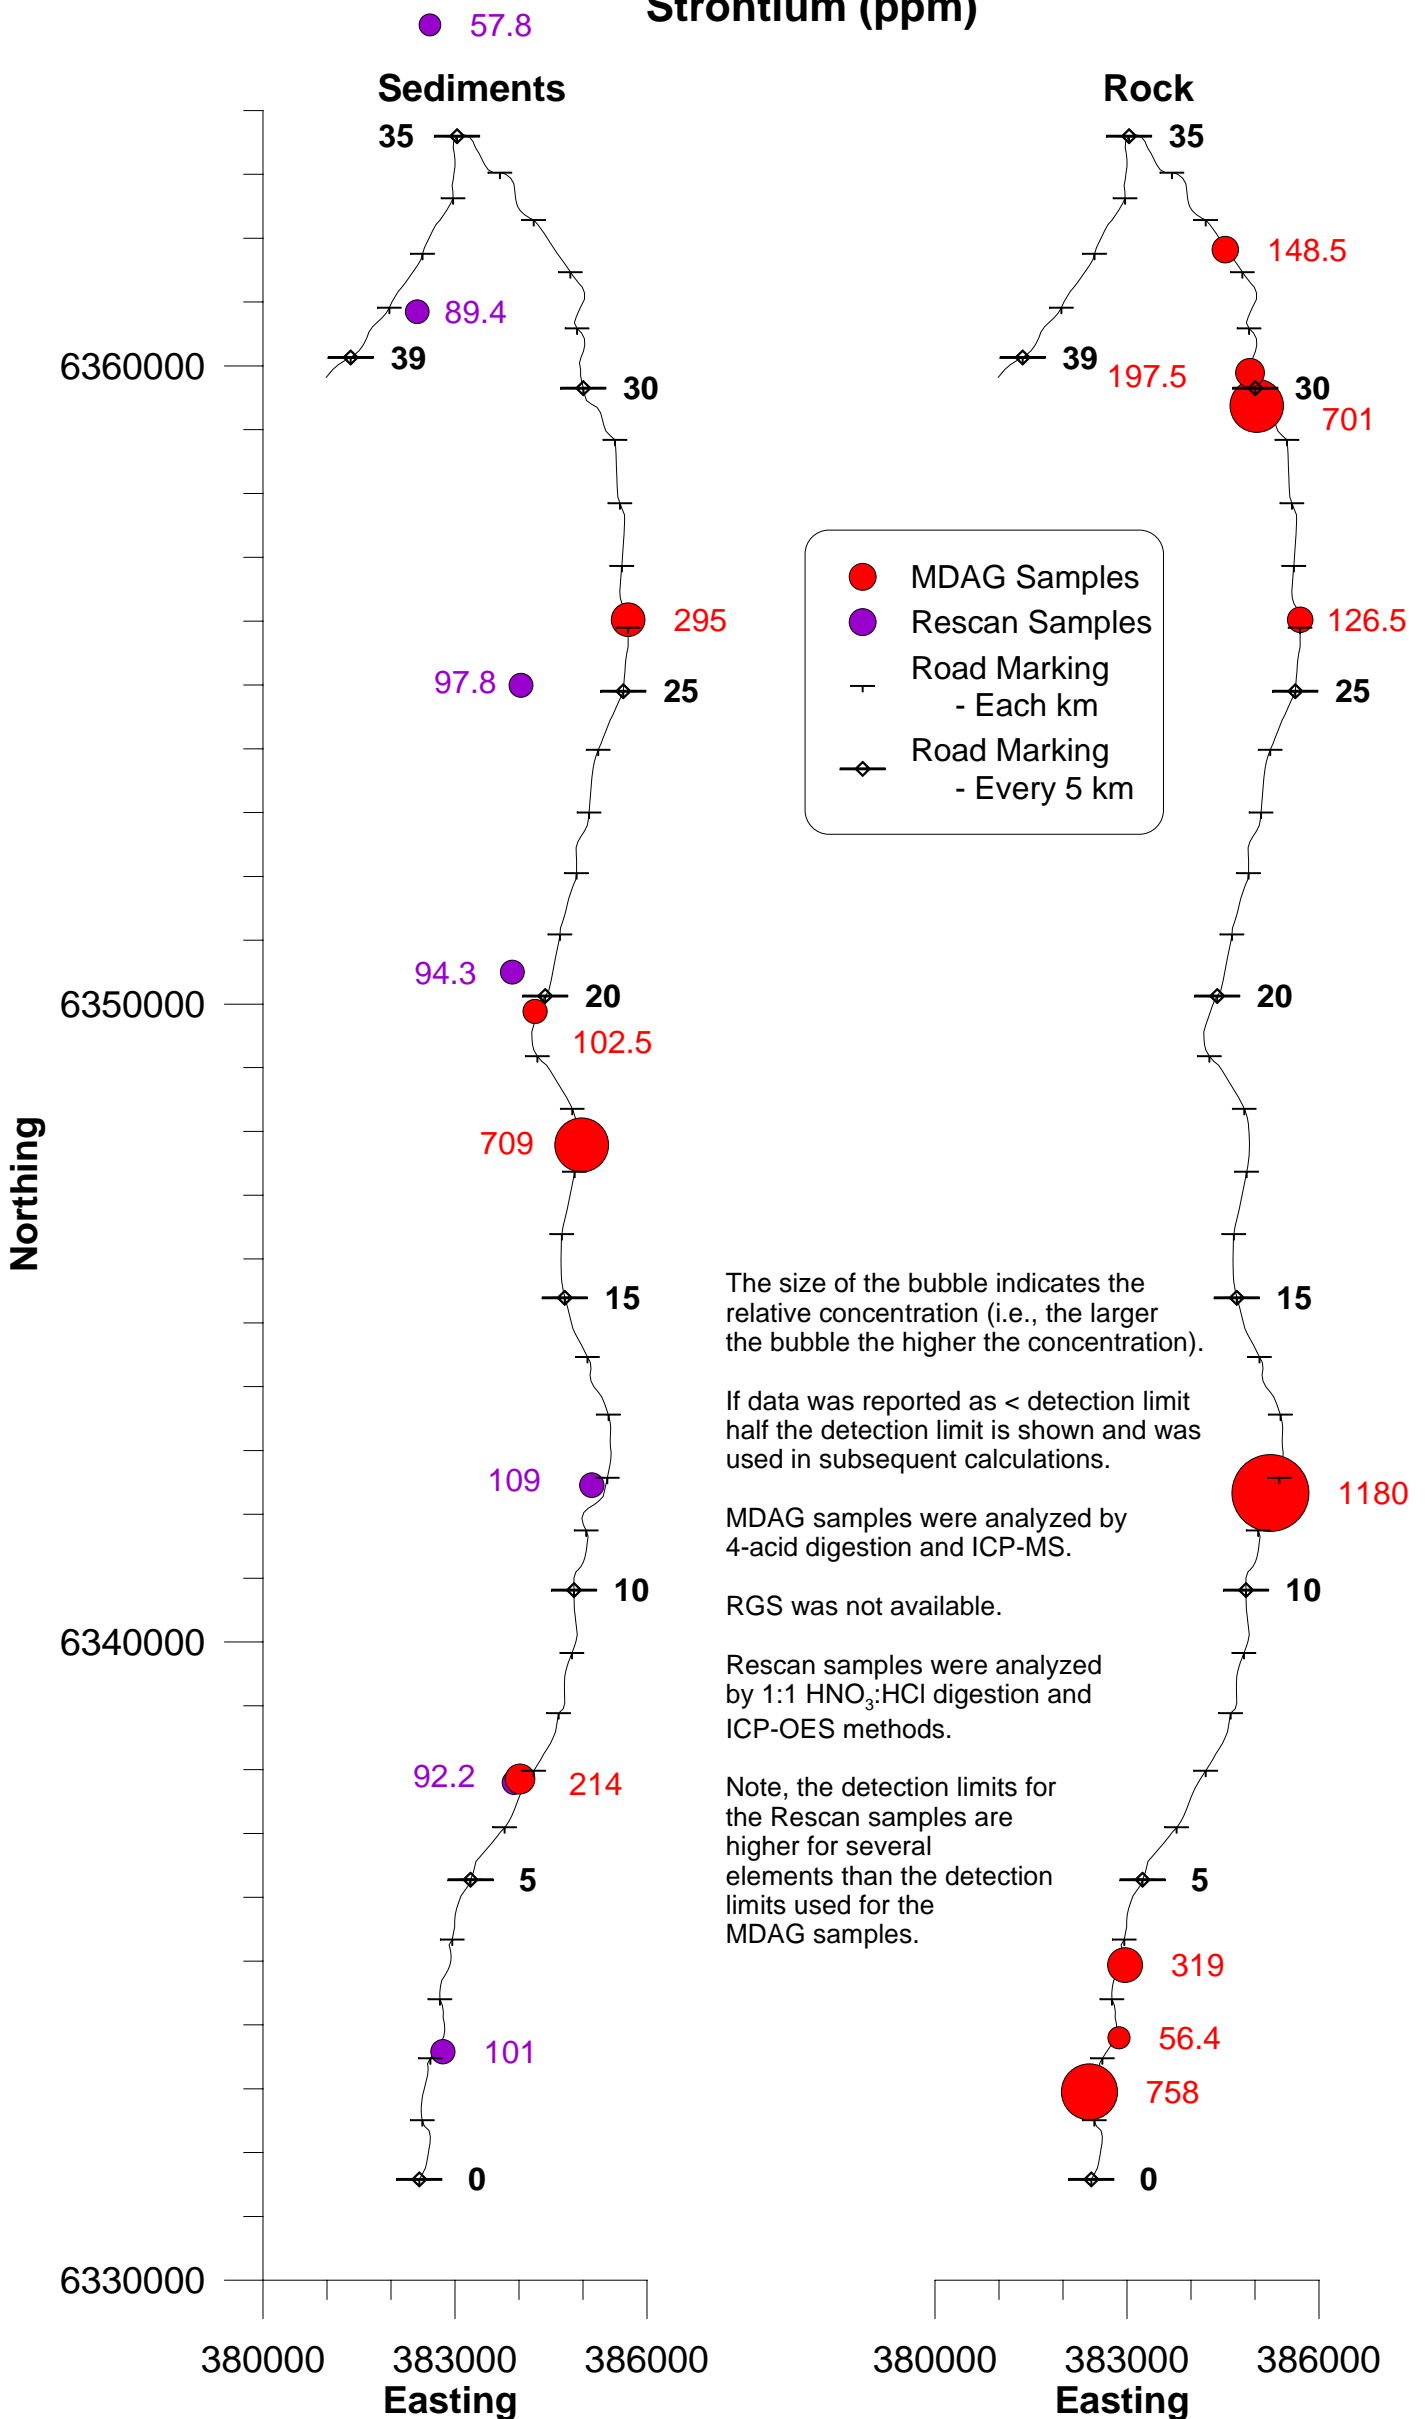 Strontium (ppm)
57.8
Sediments
Rock
35
35
148.5
89.4
39
39
6360000
197.5
30
30
701
MDAG Samples
Rescan Samples
Road Marking
- Each km
Road Marking
- Every 5 km
295
126.5
97.8
25
25
94.3
20
20
6350000
102.5
709
Northing
15
15
The size of the bubble indicates the
relative concentration (i.e., the larger
the bubble the higher the concentration).
If data was reported as < detection limit
half the detection limit is shown and was
used in subsequent calculations.
109
1180
MDAG samples were analyzed by
4-acid digestion and ICP-MS.
10
10
RGS was not available.
6340000
Rescan samples were analyzed
by 1:1 HNO₃:HCl digestion and
ICP-OES methods.
92.2
214
Note, the detection limits for
the Rescan samples are
higher for several
elements than the detection
limits used for the
MDAG samples.
5
5
319
56.4
101
758
0
0
6330000
380000 383000 386000
380000 383000 386000
Easting
Easting